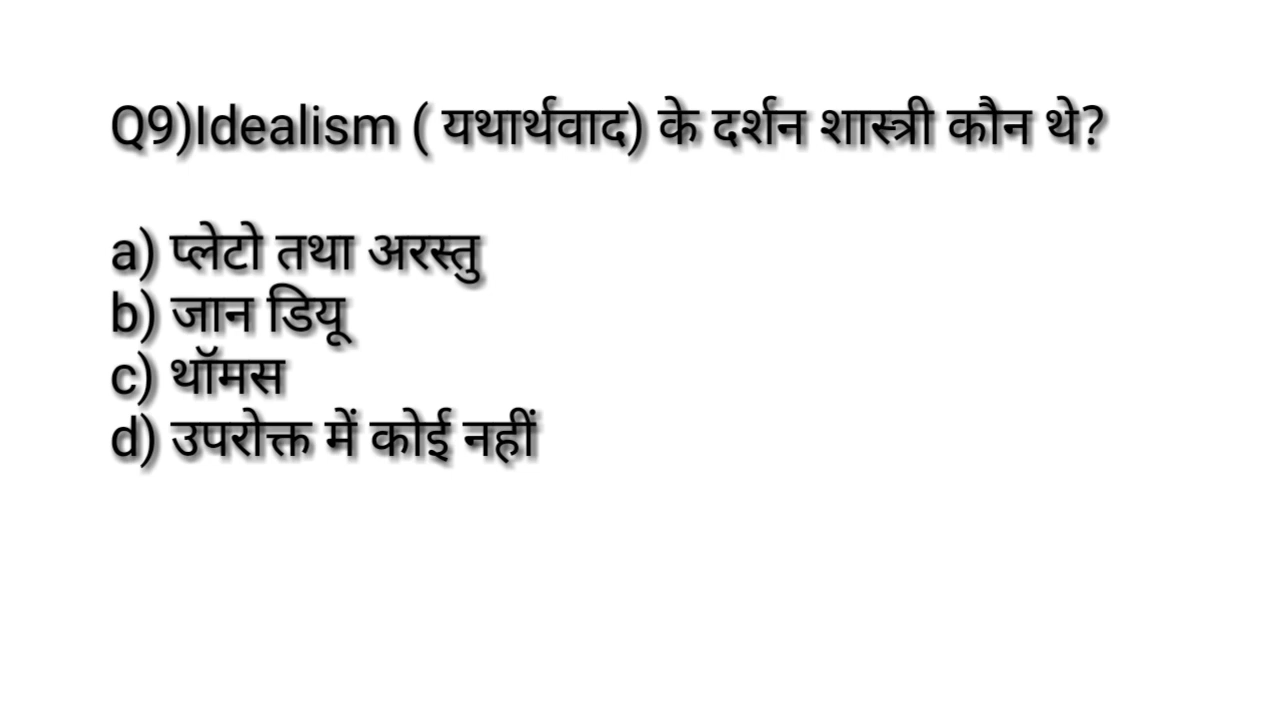 Q9)Idealism ( यथार्थवाद) के दर्शन शास्त्री कौन थे?
a) प्लेटो तथा अरस्तु
b) जान डियू
c) थॉमस
d) उपरोक्त में कोई नहीं